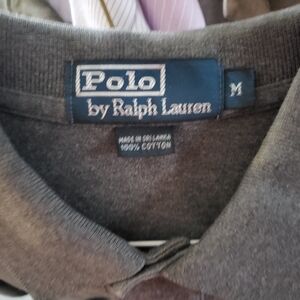 Polo
by Ralph Lauren
M
MADE IN SRI LANKA
100% COTTON